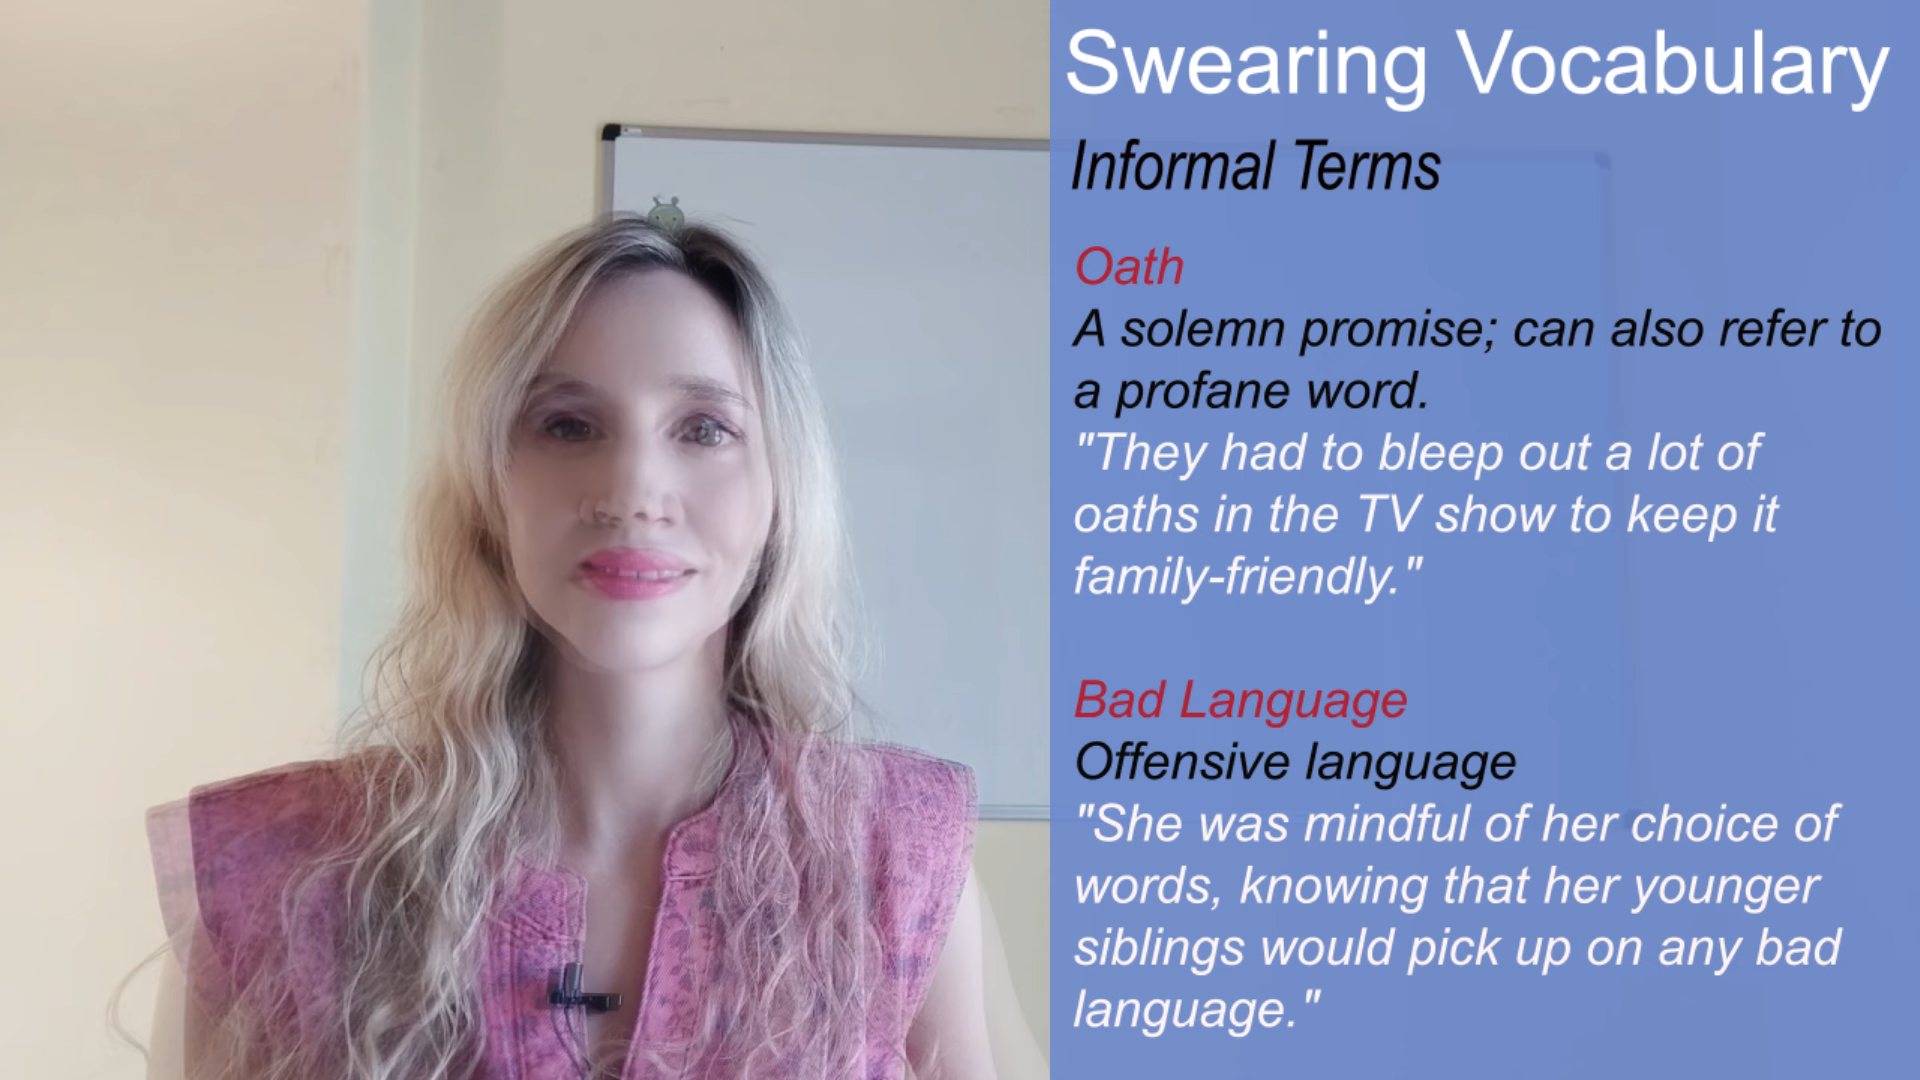 Swearing Vocabulary
Informal Terms
Oath
A solemn promise; can also refer to
a profane word.
"They had to bleep out a lot of
oaths in the TV show to keep it
family-friendly."
Bad Language
Offensive language
"She was mindful of her choice of
words, knowing that her younger
siblings would pick up on any bad
language."